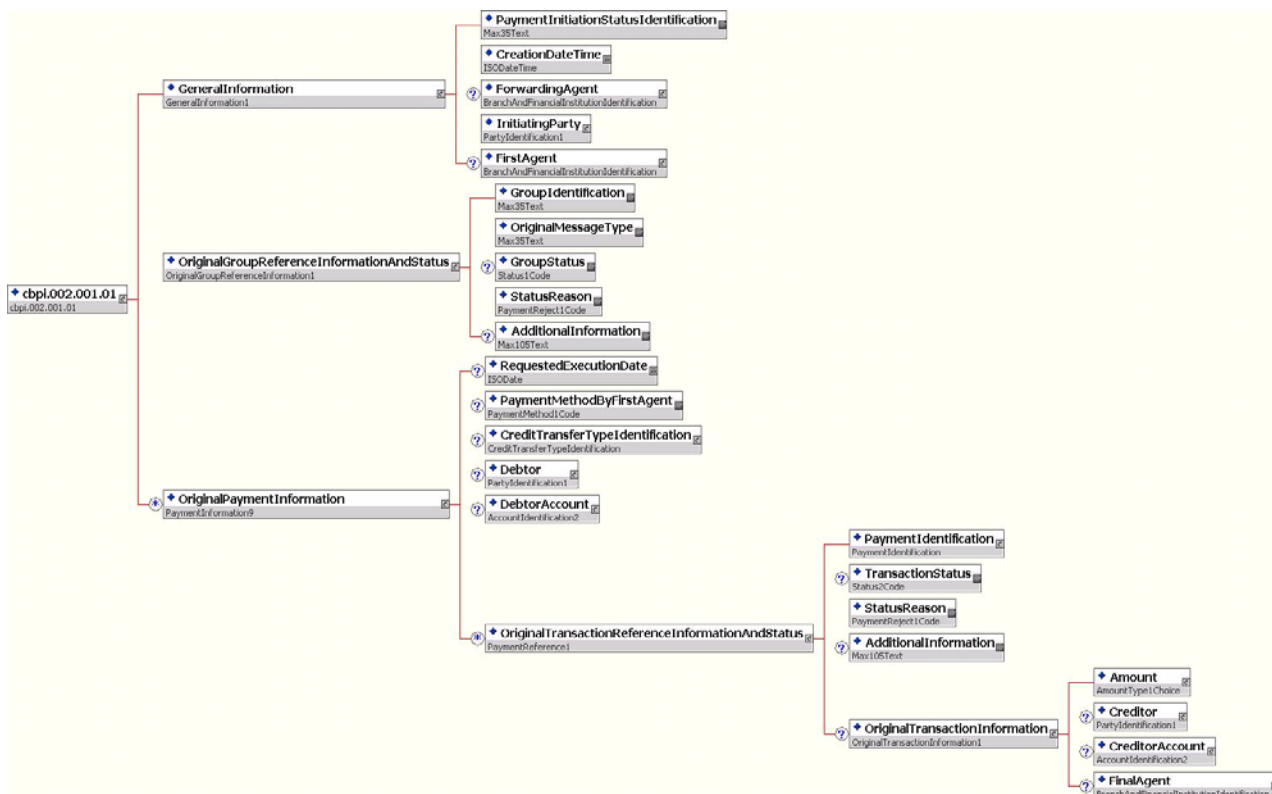 PaymentInitiationStatusIdentification
Max35Text
CreationDateTime
ISODateTime
GeneralInformation
GeneralInformation1
ForwardingAgent
BranchAndFinancialInstitutionIdentification
InitiatingParty
PartyIdentification1
FirstAgent
BranchAndFinancialInstitutionIdentification
GroupIdentification
Max35Text
OriginalMessageType
Max35Text
OriginalGroupReferenceInformationAndStatus
OriginalGroupReferenceInformation1
GroupStatus
Status1Code
cbpi.002.001.01
cbpi.002.001.01
StatusReason
PaymentReject1Code
AdditionalInformation
Max105Text
RequestedExecutionDate
ISODate
PaymentMethodByFirstAgent
PaymentMethod1Code
CreditTransferTypeIdentification
CreditTransferTypeIdentification
Debtor
PartyIdentification1
OriginalPaymentInformation
PaymentInformation9
DebtorAccount
AccountIdentification2
PaymentIdentification
PaymentIdentification
TransactionStatus
Status2Code
StatusReason
PaymentReject1Code
OriginalTransactionReferenceInformationAndStatus
PaymentReference1
AdditionalInformation
Max105Text
Amount
AmountType1Choice
Creditor
PartyIdentification1
OriginalTransactionInformation
OriginalTransactionInformation1
CreditorAccount
AccountIdentification2
FinalAgent
BranchAndFinancialInstitutionIdentification